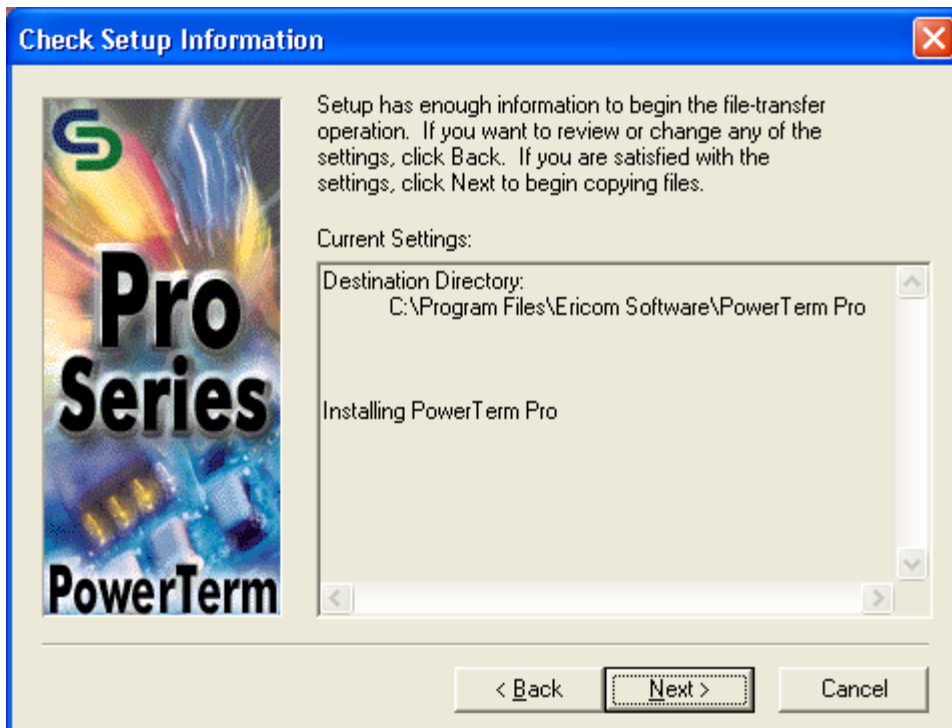 Check Setup Information
Setup has enough information to begin the file-transfer
operation.  If you want to review or change any of the
settings, click Back.  If you are satisfied with the
settings, click Next to begin copying files.
Current Settings:
Destination Directory:
C:\Program Files\Ericom Software\PowerTerm Pro
Installing PowerTerm Pro
Pro
Series
PowerTerm
< Back
Next >
Cancel